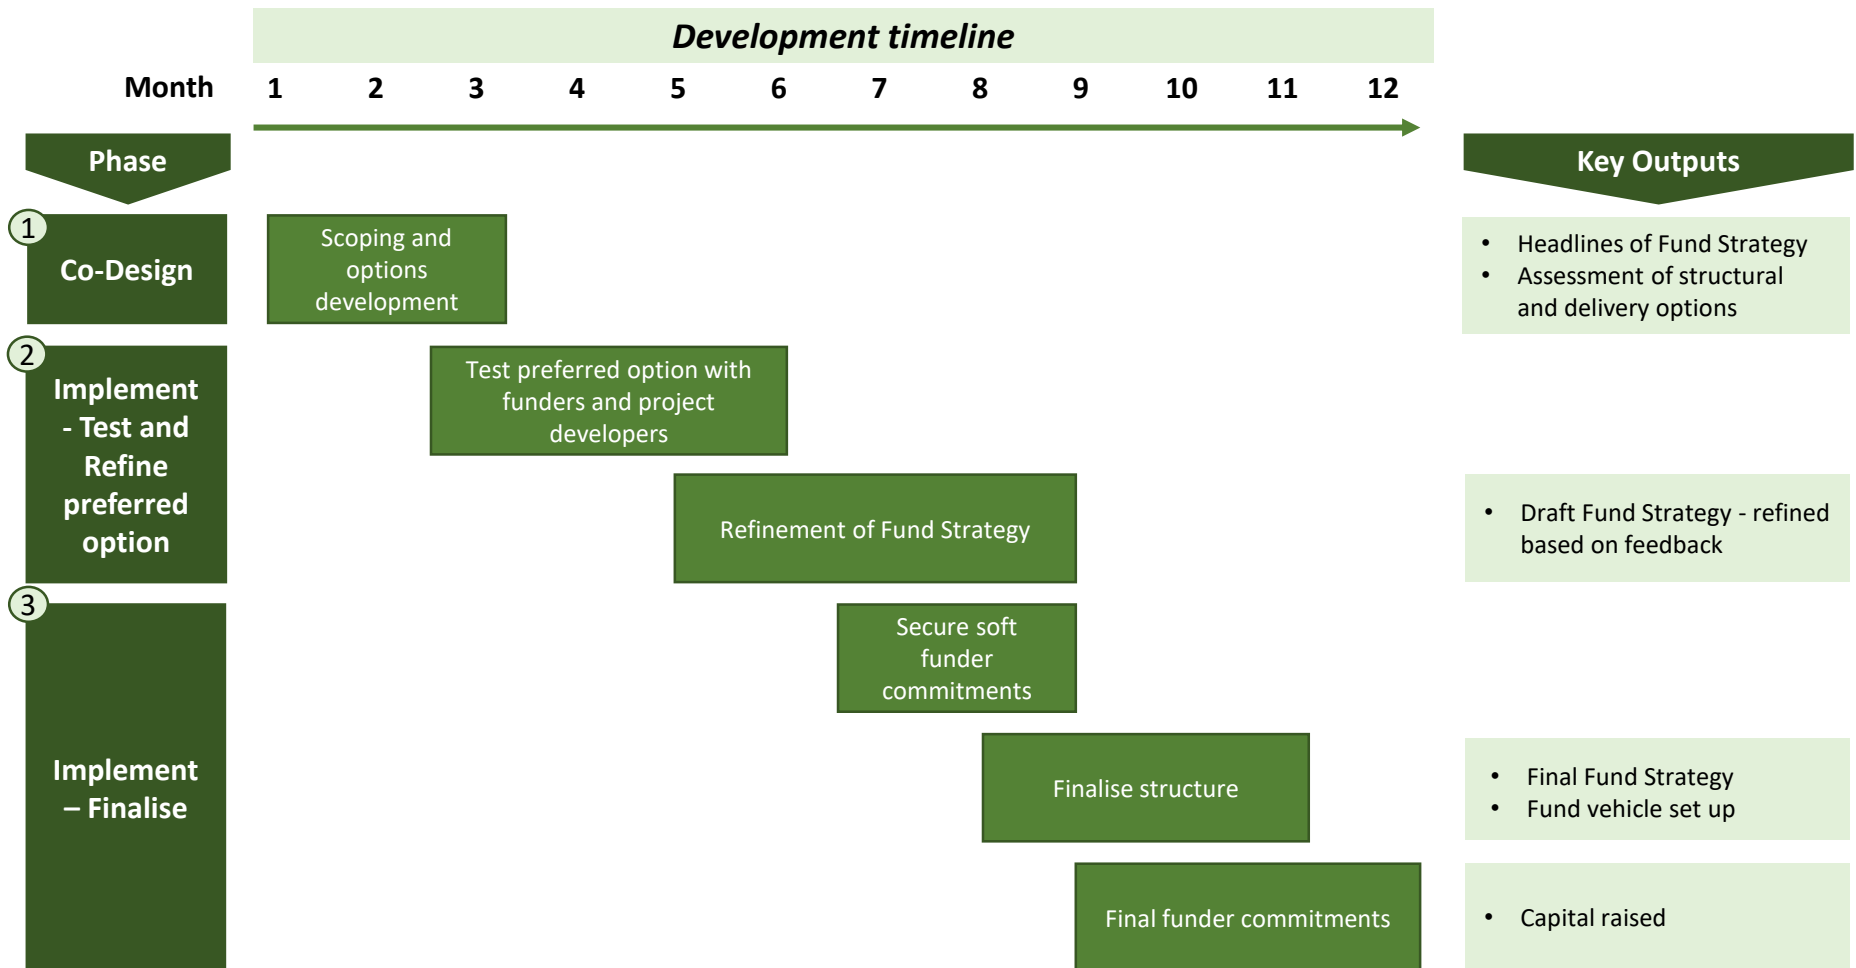 Development timeline
Month 1 2 3 4 5 6 7 8 9 10 11 12
Phase
Key Outputs
1
Co-Design
Scoping and
options
development
• Headlines of Fund Strategy
• Assessment of structural
and delivery options
2
Implement
- Test and
Refine
preferred
option
Test preferred option with
funders and project
developers
Refinement of Fund Strategy
• Draft Fund Strategy - refined
based on feedback
3
Implement
– Finalise
Secure soft
funder
commitments
Finalise structure
• Final Fund Strategy
• Fund vehicle set up
Final funder commitments
• Capital raised